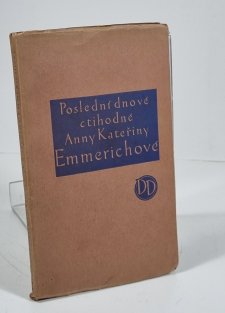 Poslední dnové
ctihodné
Anny Kateřiny
Emmerichové
DD